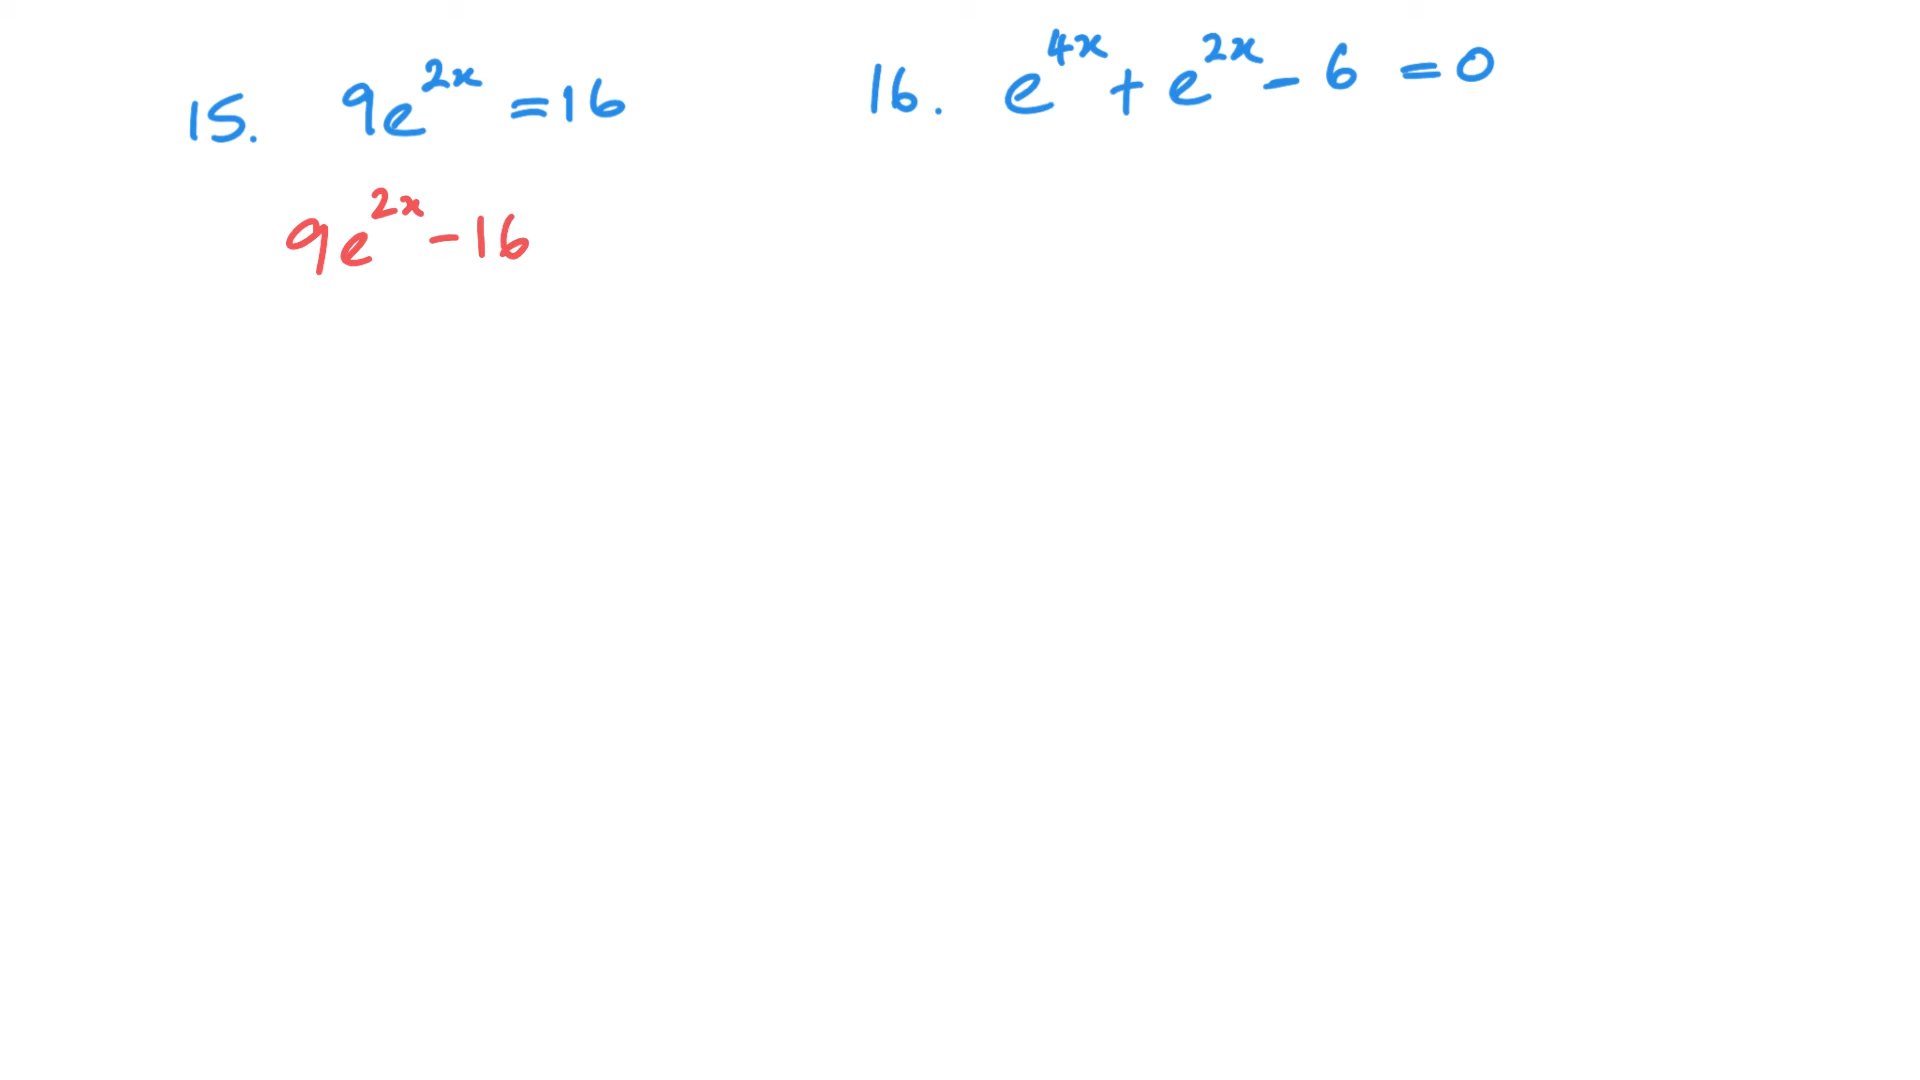 15. 9e^{2x} = 16
9e^{2x} - 16
16. e^{4x} + e^{2x} - 6 = 0